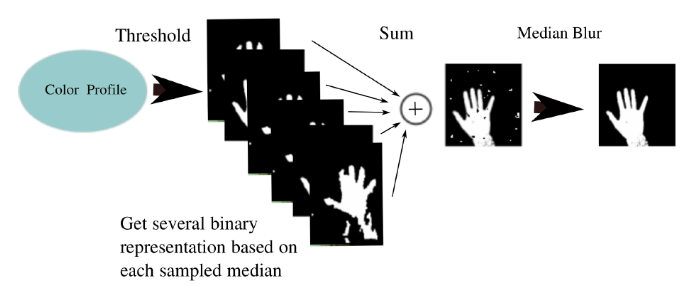 Threshold
Sum
Median Blur
Color Profile
+
Get several binary
representation based on
each sampled median